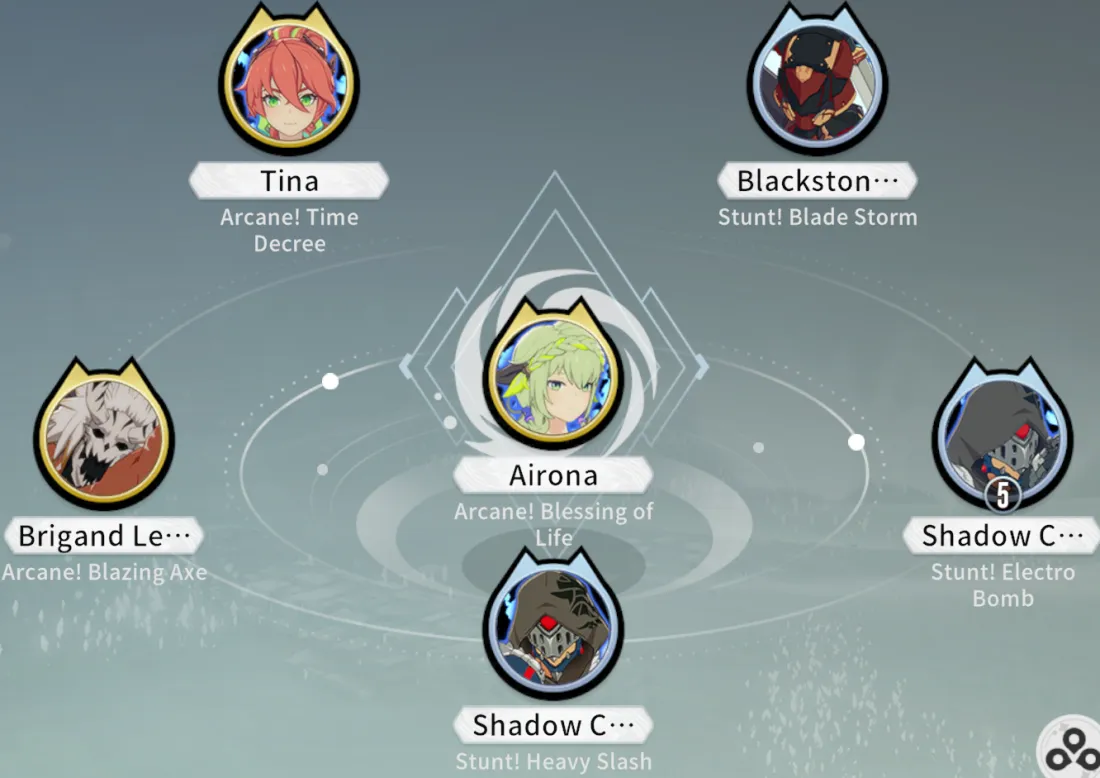 Tina
Arcane! Time
Decree
Blackston···
Stunt! Blade Storm
Airona
Arcane! Blessing of
Life
Brigand Le···
Arcane! Blazing Axe
5
Shadow C···
Stunt! Electro
Bomb
Shadow C···
Stunt! Heavy Slash